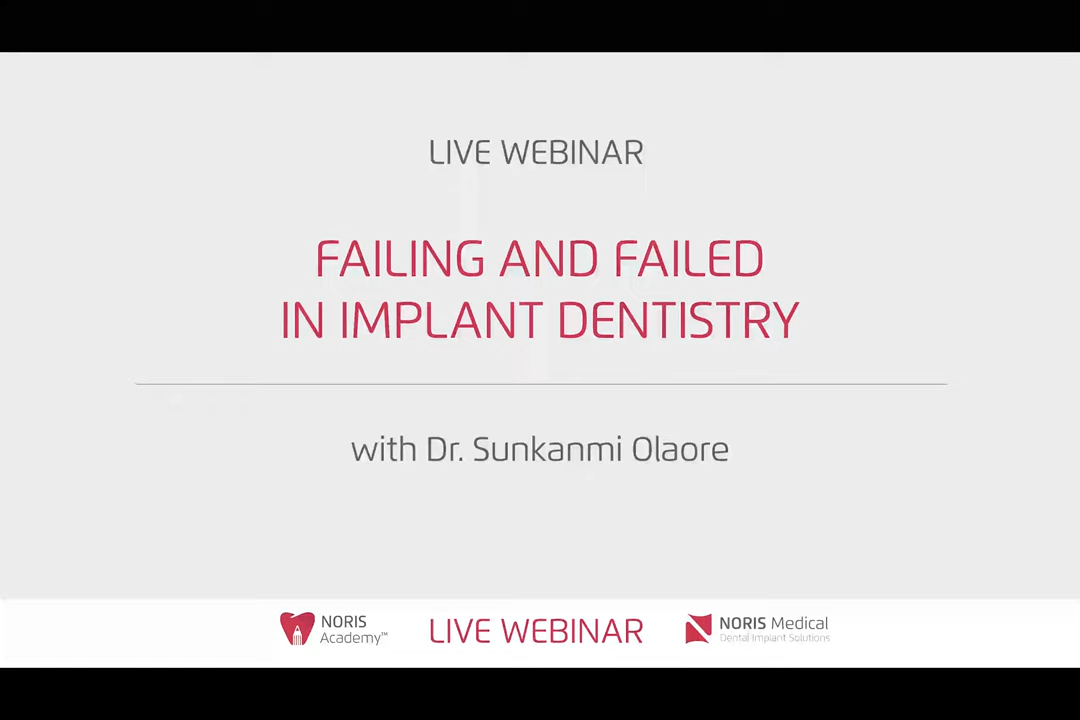 LIVE WEBINAR
FAILING AND FAILED
IN IMPLANT DENTISTRY
with Dr. Sunkanmi Olaore
NORIS
Academy™
LIVE WEBINAR
NORIS Medical
Dental Implant Solutions